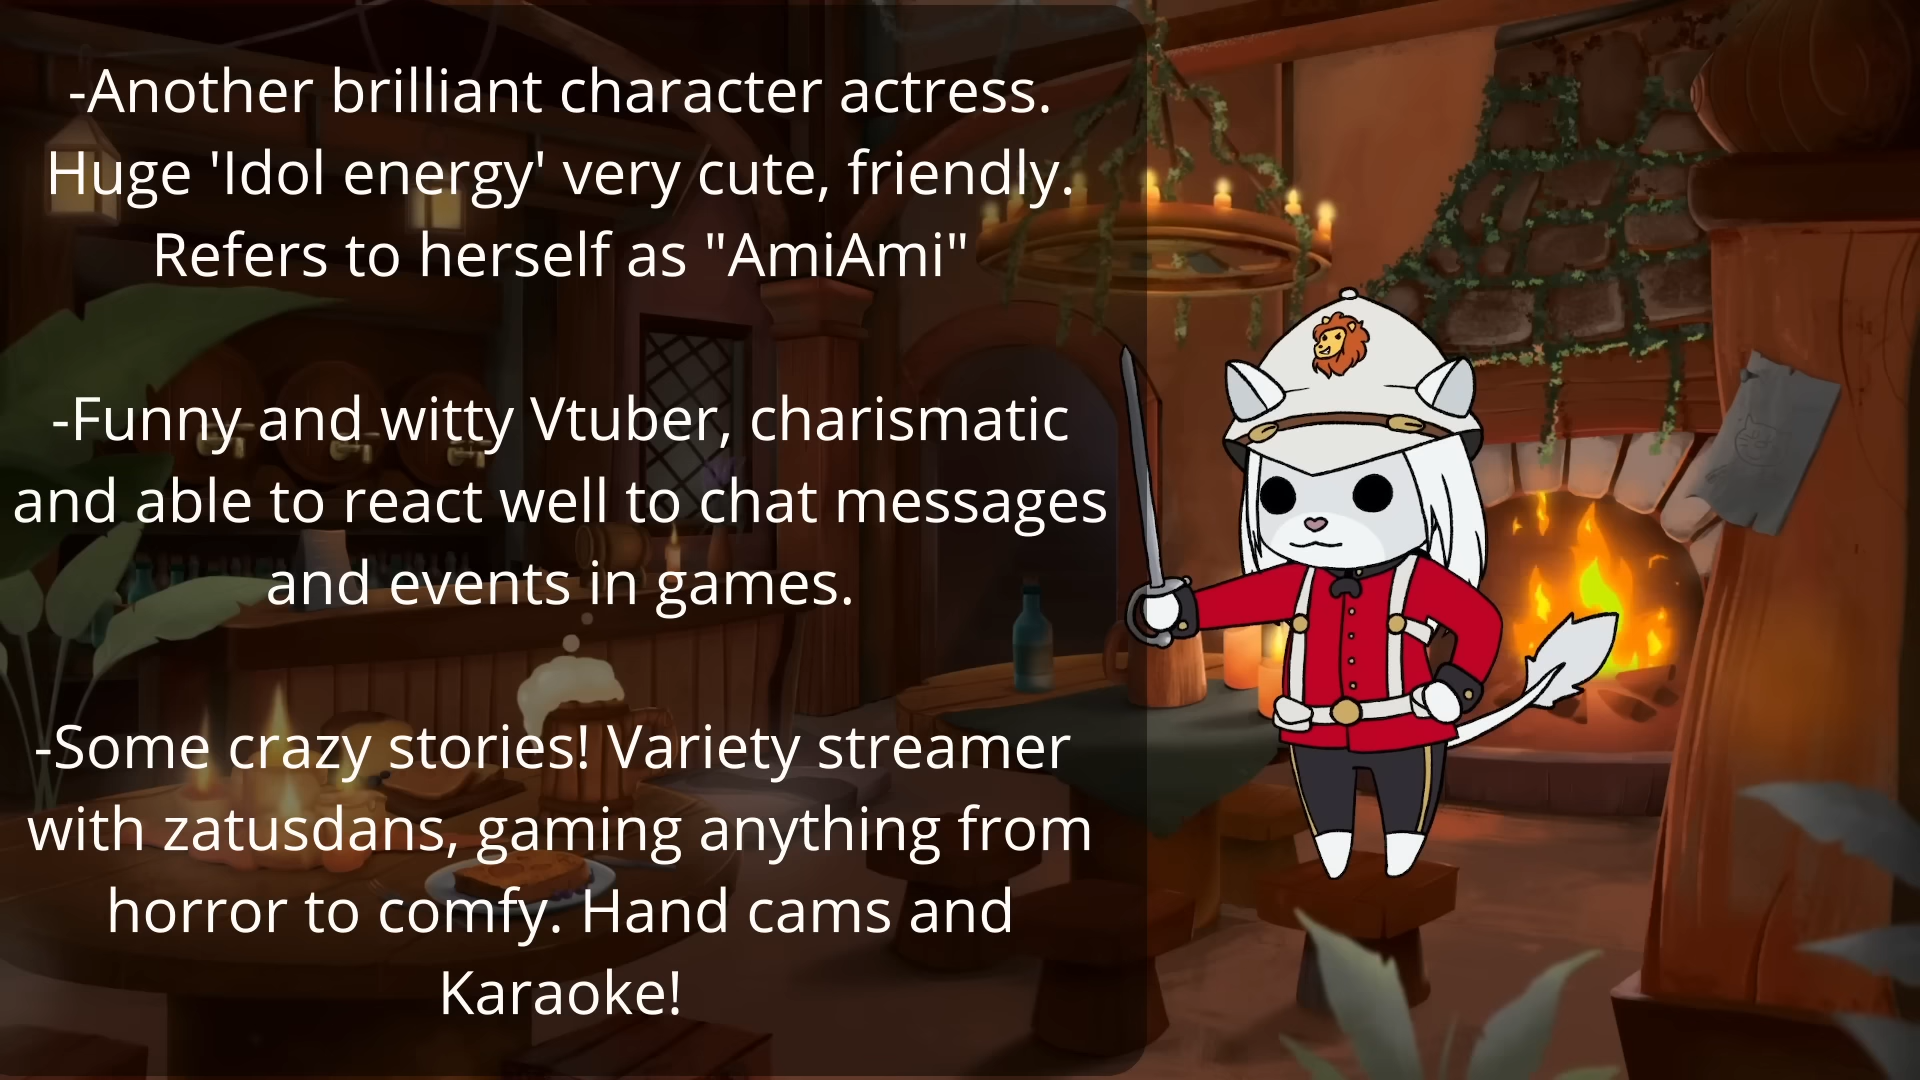 -Another brilliant character actress.
Huge 'Idol energy' very cute, friendly.
Refers to herself as "AmiAmi"
-Funny and witty Vtuber, charismatic
and able to react well to chat messages
and events in games.
-Some crazy stories! Variety streamer
with zatusdans, gaming anything from
horror to comfy. Hand cams and
Karaoke!